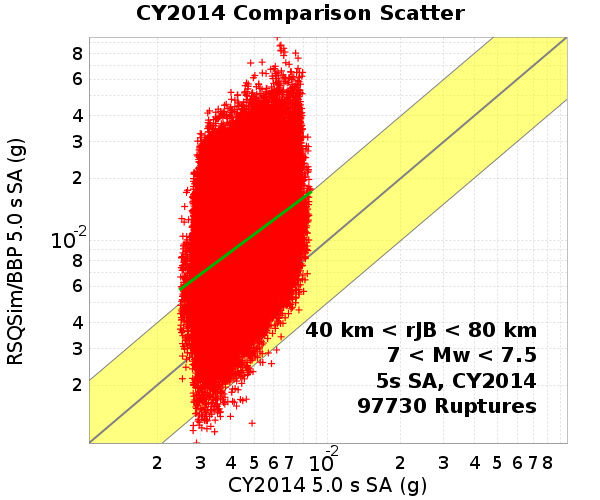 CY2014 Comparison Scatter
RSQSim/BBP 5.0 s SA (g)
8
6
4
3
2
10-2
8
6
4
3
2
40 km < rJB < 80 km
7 < Mw < 7.5
5s SA, CY2014
97730 Ruptures
2 3 4 5 6 7 10-2 2 3 4 5 6 7 8
CY2014 5.0 s SA (g)